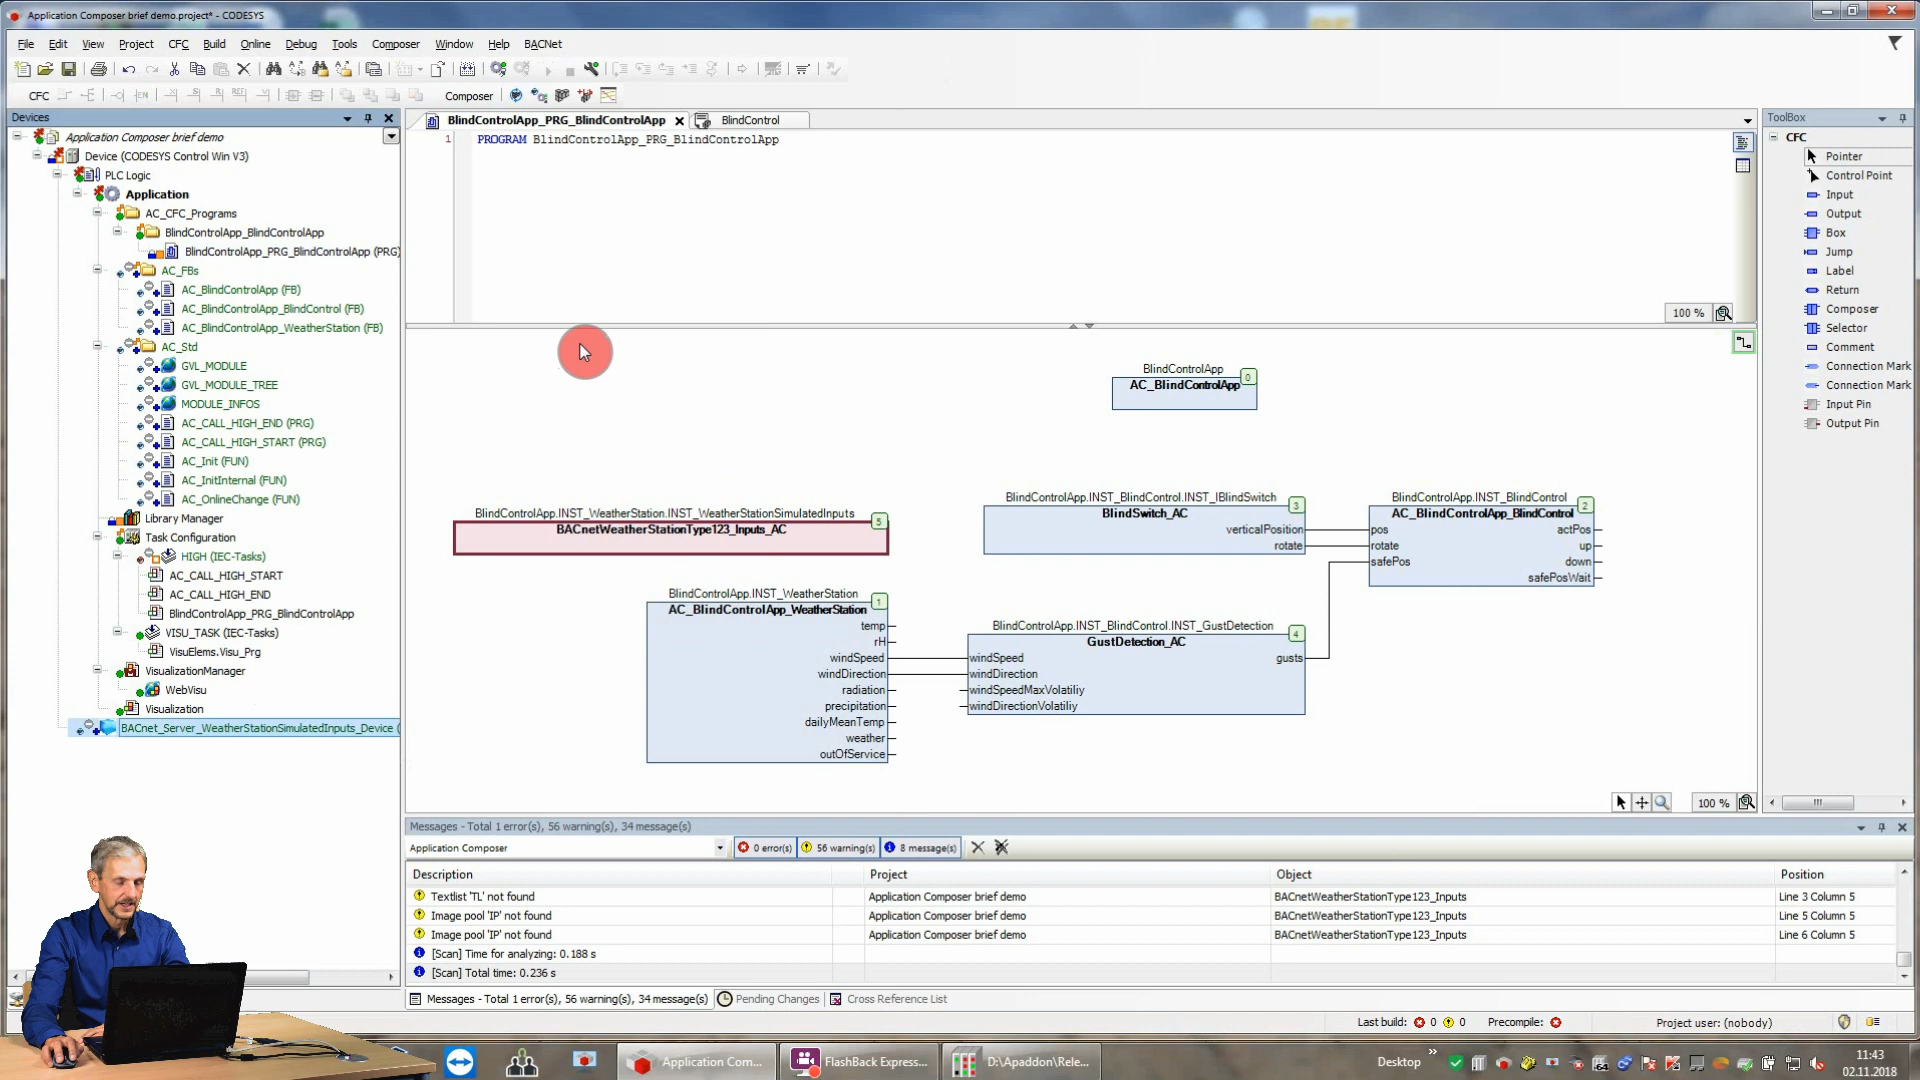 Application Composer brief demo.project* - CODESYS
File Edit View Project CFC Build Online Debug Tools Composer Window Help BACNet
CFC
Composer
Devices
Application Composer brief demo
Device (CODESYS Control Win V3)
PLC Logic
Application
AC_CFC_Programs
BlindControlApp_BlindControlApp
BlindControlApp_PRG_BlindControlApp (PRG)
AC_FBs
AC_BlindControlApp (FB)
AC_BlindControlApp_BlindControl (FB)
AC_BlindControlApp_WeatherStation (FB)
AC_Std
GVL_MODULE
GVL_MODULE_TREE
MODULE_INFOS
AC_CALL_HIGH_END (PRG)
AC_CALL_HIGH_START (PRG)
AC_Init (FUN)
AC_InitInternal (FUN)
AC_OnlineChange (FUN)
Library Manager
Task Configuration
HIGH (IEC-Tasks)
AC_CALL_HIGH_START
AC_CALL_HIGH_END
BlindControlApp_PRG_BlindControlApp
VISU_TASK (IEC-Tasks)
VisuElems.Visu_Prg
VisualizationManager
WebVisu
Visualization
BACnet_Server_WeatherStationSimulatedInputs_Device (
BlindControlApp_PRG_BlindControlApp
BlindControl
1 PROGRAM BlindControlApp_PRG_BlindControlApp
100 %
BlindControlApp
0
AC_BlindControlApp
BlindControlApp.INST_WeatherStation.INST_WeatherStationSimulatedInputs
5
BACnetWeatherStationType123_Inputs_AC
BlindControlApp.INST_BlindControl.INST_IBlindSwitch
3
BlindSwitch_AC
verticalPosition
rotate
BlindControlApp.INST_BlindControl
2
AC_BlindControlApp_BlindControl
pos actPos
rotate up
safePos down
safePosWait
BlindControlApp.INST_WeatherStation
1
AC_BlindControlApp_WeatherStation
temp
rH
windSpeed
windDirection
radiation
precipitation
dailyMeanTemp
weather
outOfService
BlindControlApp.INST_BlindControl.INST_GustDetection
4
GustDetection_AC
windSpeed gusts
windDirection
windSpeedMaxVolatiliy
windDirectionVolatiliy
100 %
ToolBox
CFC
Pointer
Control Point
Input
Output
Box
Jump
Label
Return
Composer
Selector
Comment
Connection Mark
Connection Mark
Input Pin
Output Pin
Messages - Total 1 error(s), 56 warning(s), 34 message(s)
Application Composer 0 error(s) 56 warning(s) 8 message(s)
Description Project Object Position
Textlist 'TL' not found Application Composer brief demo BACnetWeatherStationType123_Inputs Line 3 Column 5
Image pool 'IP' not found Application Composer brief demo BACnetWeatherStationType123_Inputs Line 5 Column 5
Image pool 'IP' not found Application Composer brief demo BACnetWeatherStationType123_Inputs Line 6 Column 5
[Scan] Time for analyzing: 0.188 s
[Scan] Total time: 0.236 s
Messages - Total 1 error(s), 56 warning(s), 34 message(s) Pending Changes Cross Reference List
Last build: 0 0 Precompile: Project user: (nobody)
Application Com... FlashBack Express... D:\Apaddon\Rele... Desktop 11:43
02.11.2018